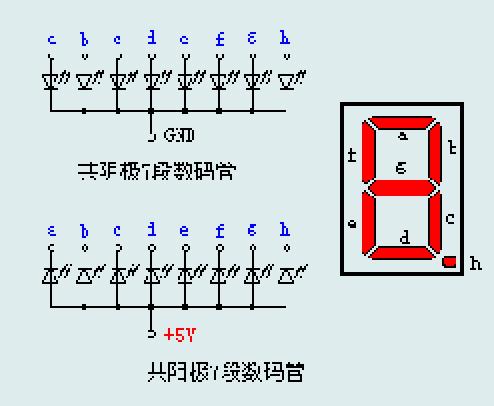 a b c d e f g h
GND
共阴极7段数码管
a b c d e f g h
+5V
共阳极7段数码管
a
f b
g
e c
d
h